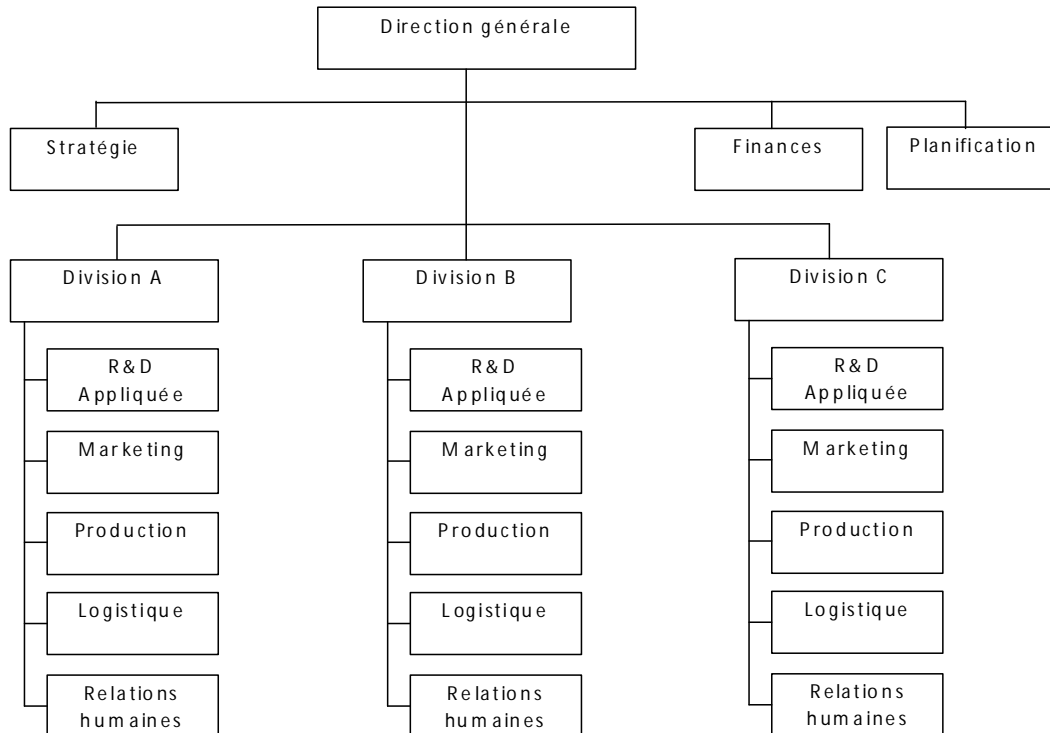 Direction générale
Stratégie
Finances
Planification
Division A
Division B
Division C
R&D
Appliquée
Marketing
Production
Logistique
Relations
humaines
R&D
Appliquée
Marketing
Production
Logistique
Relations
humaines
R&D
Appliquée
Marketing
Production
Logistique
Relations
humaines